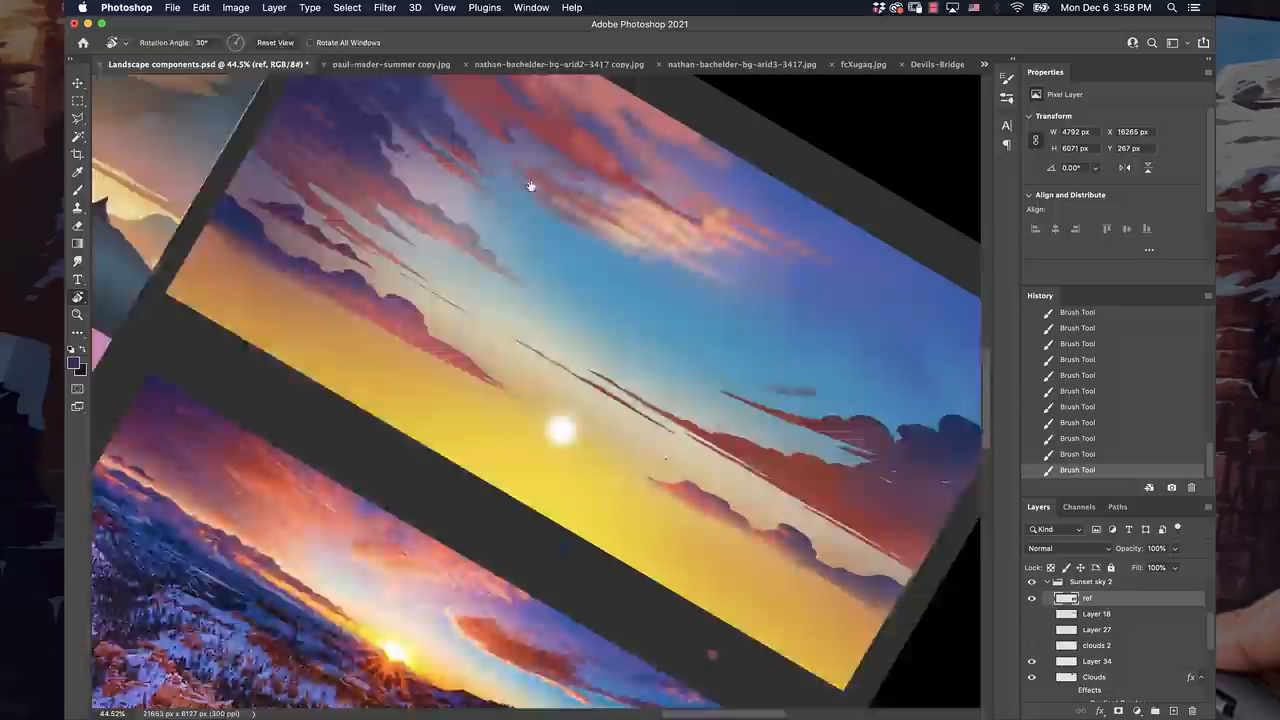 Photoshop File Edit Image Layer Type Select Filter 3D View Plugins Window Help Mon Dec 6 3:58 PM
Adobe Photoshop 2021
Rotation Angle: 30° Reset View Rotate All Windows
Landscape components.psd @ 44.5% (ref, RGB/8#) * paul-mader-summer copy.jpg nathan-bachelder-bg-arid2-3417 copy.jpg nathan-bachelder-bg-arid3-3417.jpg fcXugaq.jpg Devils-Bridge
Properties
Pixel Layer
Transform
W 4792 px X 16265 px
H 6071 px Y 267 px
0.00°
Align and Distribute
Align:
History
Brush Tool
Brush Tool
Brush Tool
Brush Tool
Brush Tool
Brush Tool
Brush Tool
Brush Tool
Brush Tool
Brush Tool
Brush Tool
Layers Channels Paths
Kind
Normal Opacity: 100%
Lock: Fill: 100%
Sunset sky 2
ref
Layer 18
Layer 27
clouds 2
Layer 34
Clouds fx
Effects
44.52% 21653 px x 8127 px (300 ppi)